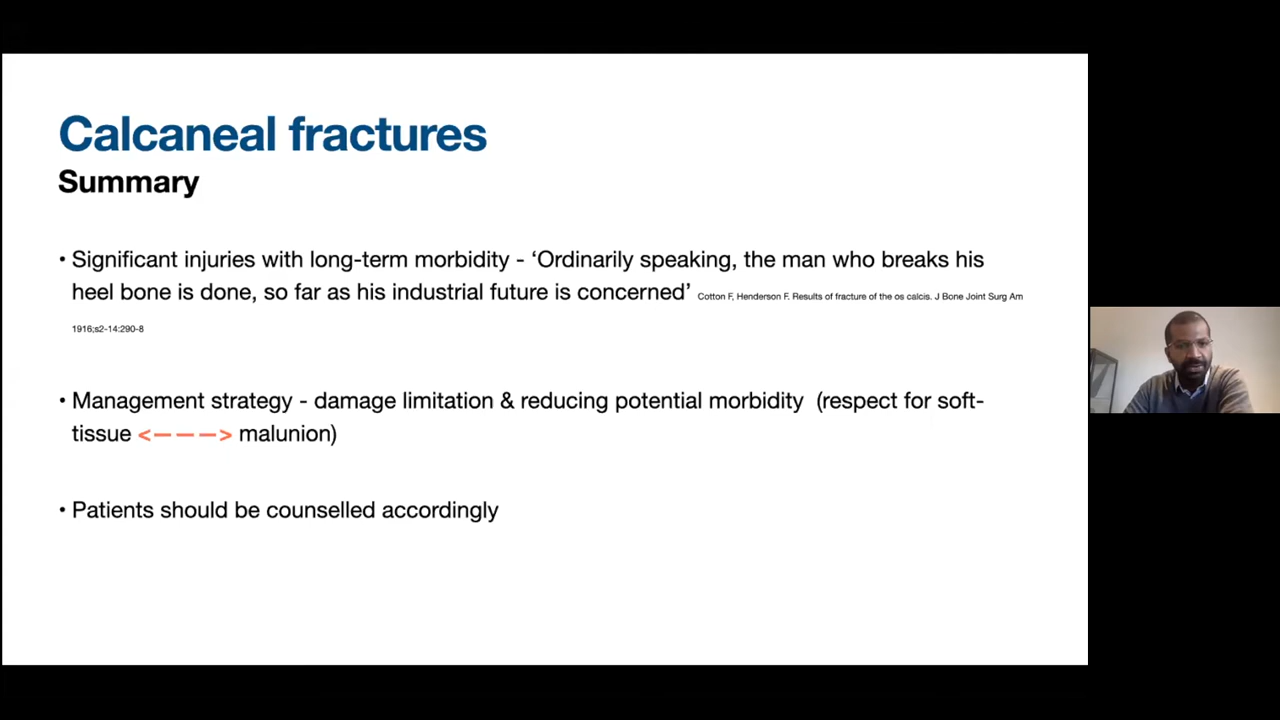 Calcaneal fractures
Summary
• Significant injuries with long-term morbidity - ‘Ordinarily speaking, the man who breaks his
heel bone is done, so far as his industrial future is concerned’ Cotton F, Henderson F. Results of fracture of the os calcis. J Bone Joint Surg Am
1916;s2-14:290-8
• Management strategy - damage limitation & reducing potential morbidity (respect for soft-
tissue <– – – –> malunion)
• Patients should be counselled accordingly